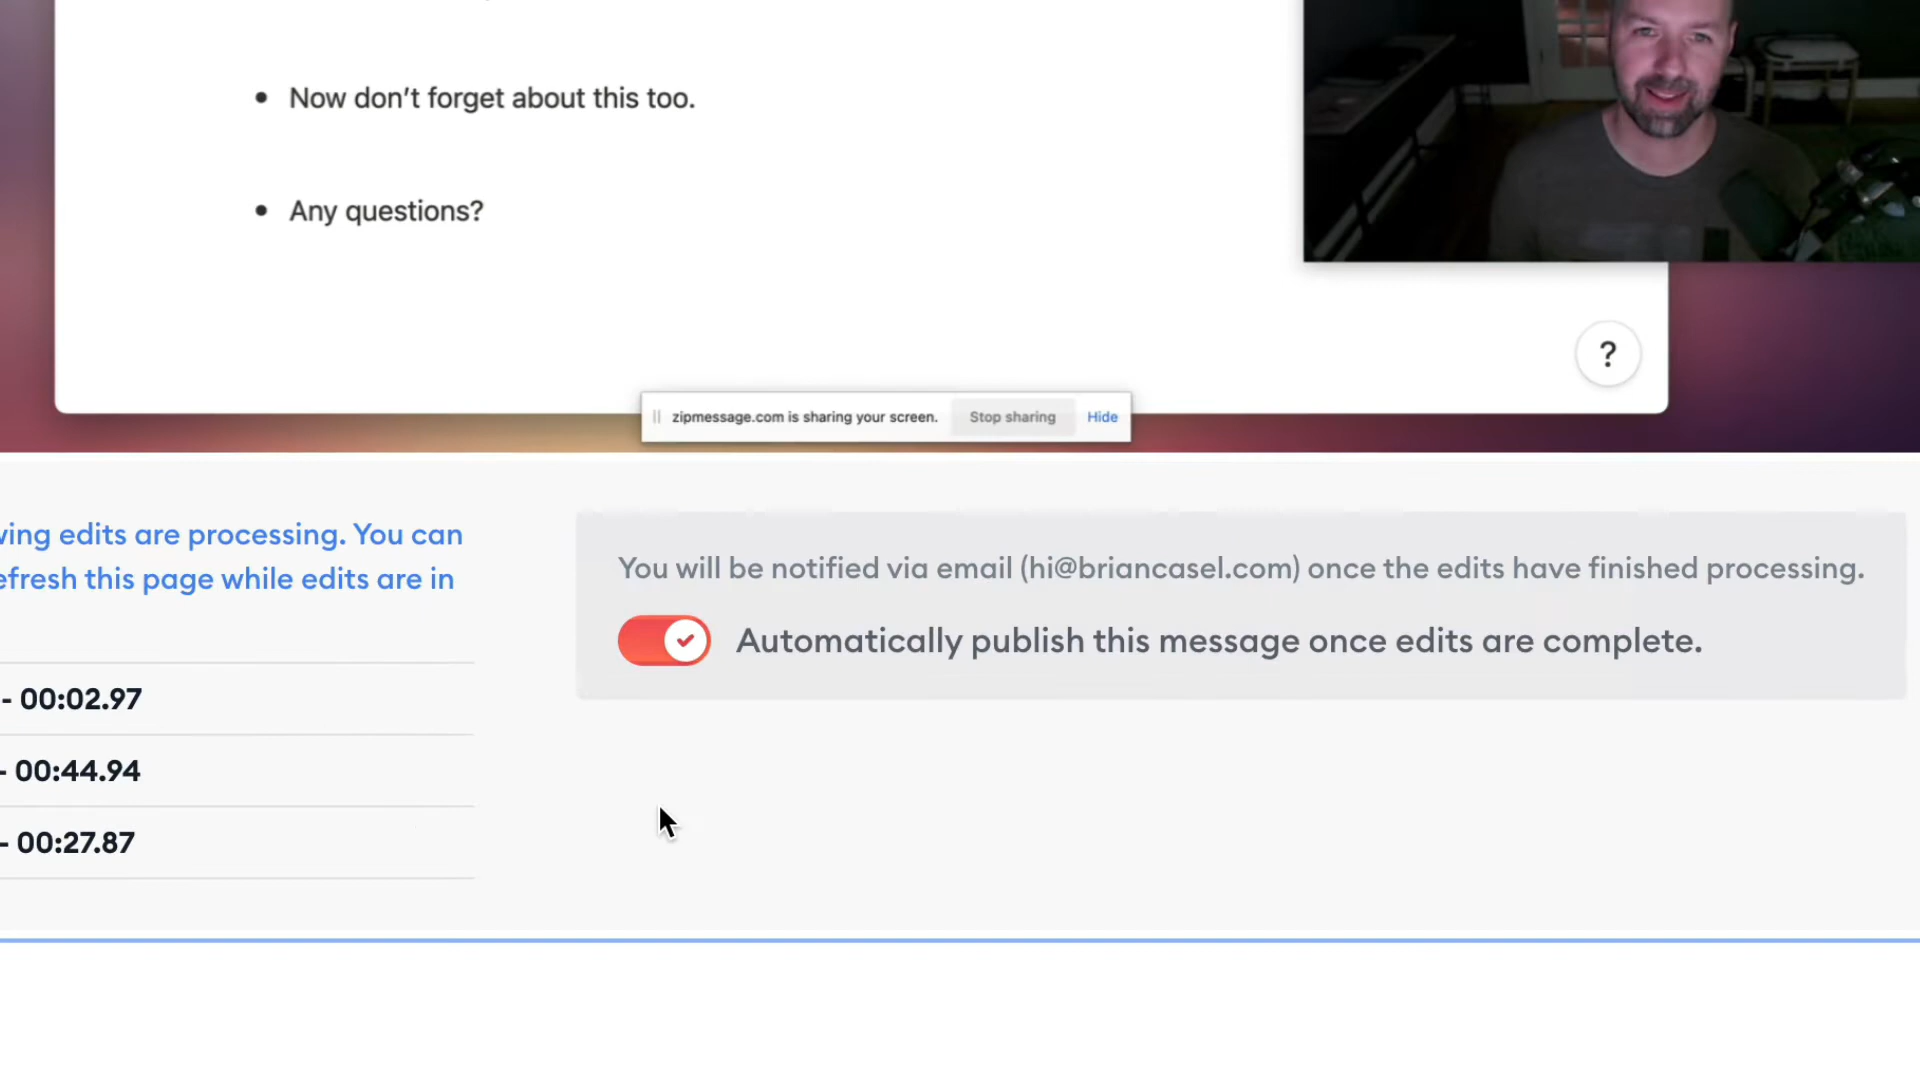 Now don't forget about this too.
Any questions?
?
zipmessage.com is sharing your screen. Stop sharing Hide
ving edits are processing. You can
efresh this page while edits are in
You will be notified via email (hi@briancasel.com) once the edits have finished processing.
Automatically publish this message once edits are complete.
- 00:02.97
- 00:44.94
- 00:27.87